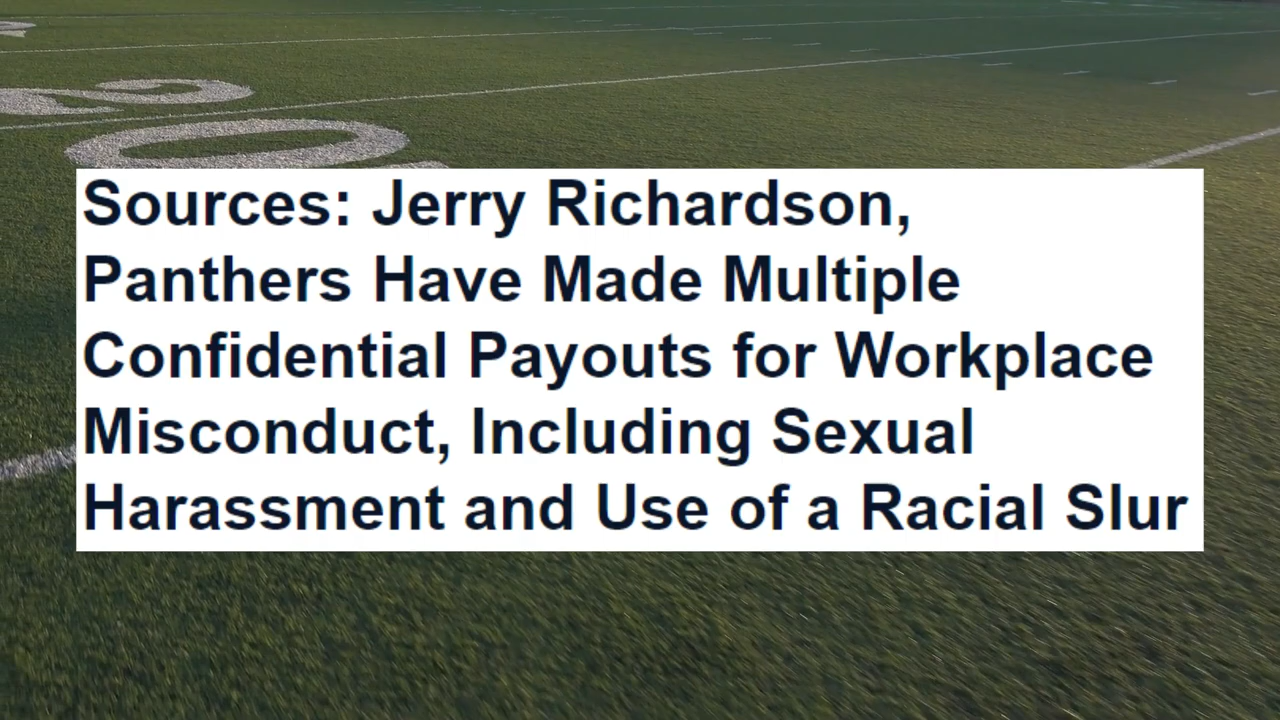 Sources: Jerry Richardson,
Panthers Have Made Multiple
Confidential Payouts for Workplace
Misconduct, Including Sexual
Harassment and Use of a Racial Slur